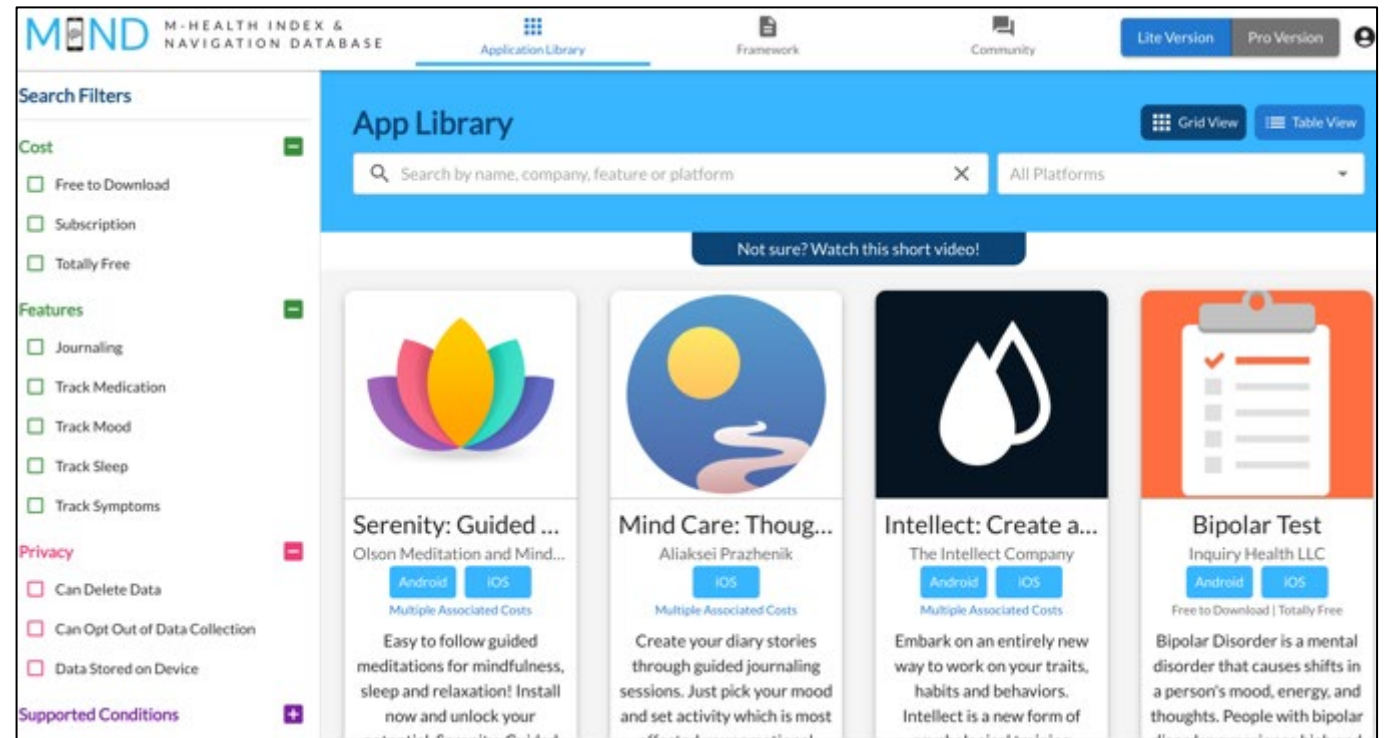 MIND M-HEALTH INDEX &
NAVIGATION DATABASE
Application Library
Framework
Community
Lite Version
Pro Version
Search Filters
Cost
Free to Download
Subscription
Totally Free
Features
Journaling
Track Medication
Track Mood
Track Sleep
Track Symptoms
Privacy
Can Delete Data
Can Opt Out of Data Collection
Data Stored on Device
Supported Conditions
App Library
Grid View
Table View
Search by name, company, feature or platform
All Platforms
Not sure? Watch this short video!
Serenity: Guided ...
Olson Meditation and Mind...
Android iOS
Multiple Associated Costs
Easy to follow guided
meditations for mindfulness,
sleep and relaxation! Install
now and unlock your
potential. Serenity: Guided
Mind Care: Thoug...
Aliaksei Prazhenik
iOS
Multiple Associated Costs
Create your diary stories
through guided journaling
sessions. Just pick your mood
and set activity which is most
Intellect: Create a...
The Intellect Company
Android iOS
Multiple Associated Costs
Embark on an entirely new
way to work on your traits,
habits and behaviors.
Intellect is a new form of
Bipolar Test
Inquiry Health LLC
Android iOS
Free to Download | Totally Free
Bipolar Disorder is a mental
disorder that causes shifts in
a person's mood, energy, and
thoughts. People with bipolar